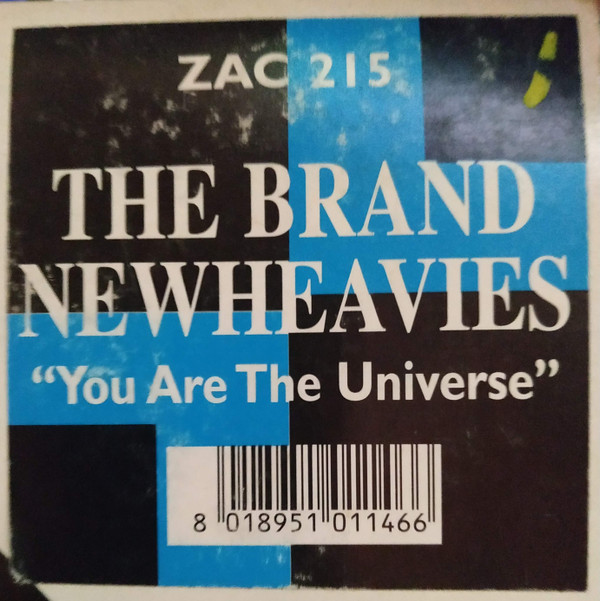 ZAC 215
THE BRAND
NEWHEAVIES
“You Are The Universe”
8 018951 011466